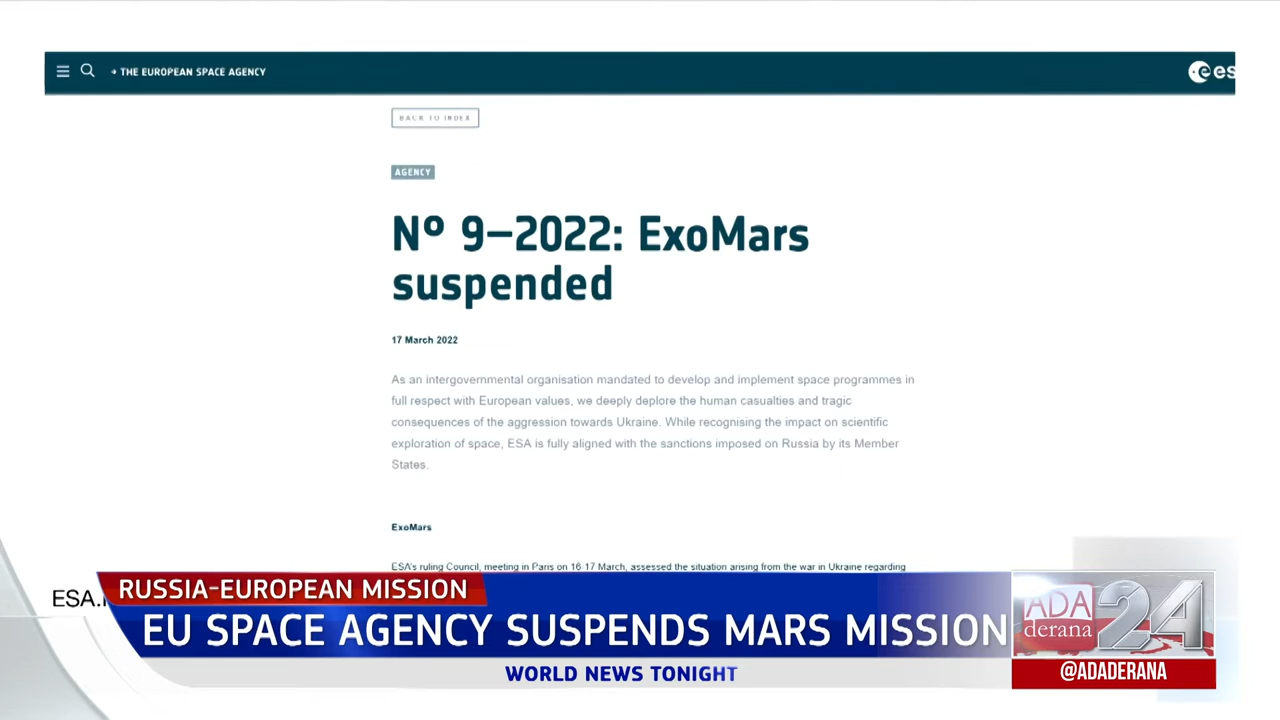 → THE EUROPEAN SPACE AGENCY
es
BACK TO INDEX
AGENCY
Nº 9–2022: ExoMars
suspended
17 March 2022
As an intergovernmental organisation mandated to develop and implement space programmes in
full respect with European values, we deeply deplore the human casualties and tragic
consequences of the aggression towards Ukraine. While recognising the impact on scientific
exploration of space, ESA is fully aligned with the sanctions imposed on Russia by its Member
States.
ExoMars
ESA's ruling Council, meeting in Paris on 16-17 March, assessed the situation arising from the war in Ukraine regarding
ESA.
RUSSIA-EUROPEAN MISSION
EU SPACE AGENCY SUSPENDS MARS MISSION
WORLD NEWS TONIGHT
ADA
derana
24
@ADADERANA